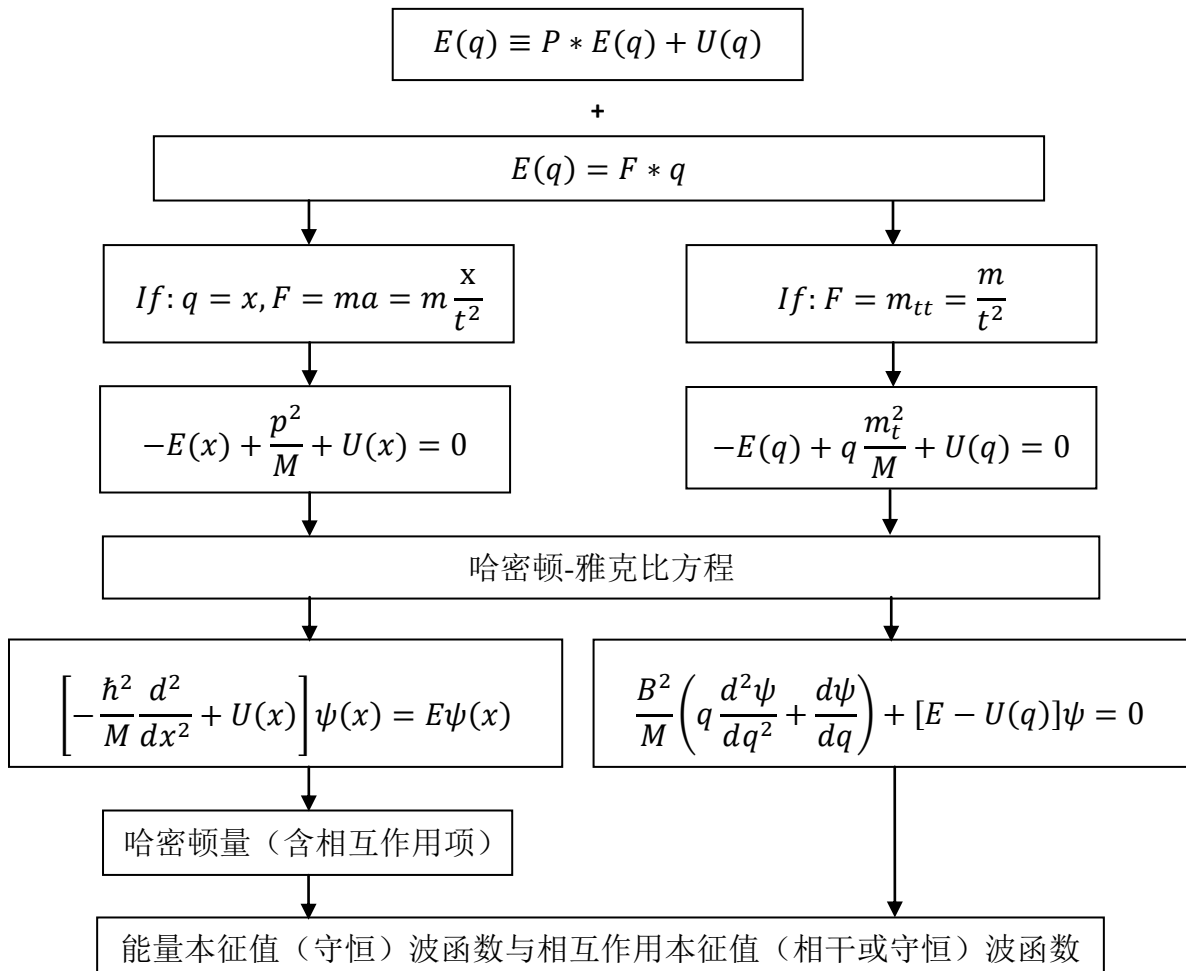 E(q) ≡ P ∗ E(q) + U(q)
+
E(q) = F ∗ q
If: q = x, F = ma = m x/t²
If: F = m_tt = m/t²
−E(x) + p²/M + U(x) = 0
−E(q) + q m_t²/M + U(q) = 0
哈密顿-雅克比方程
[−ℏ²/M d²/dx² + U(x)] ψ(x) = Eψ(x)
B²/M (q d²ψ/dq² + dψ/dq) + [E − U(q)]ψ = 0
哈密顿量（含相互作用项）
能量本征值（守恒）波函数与相互作用本征值（相干或守恒）波函数